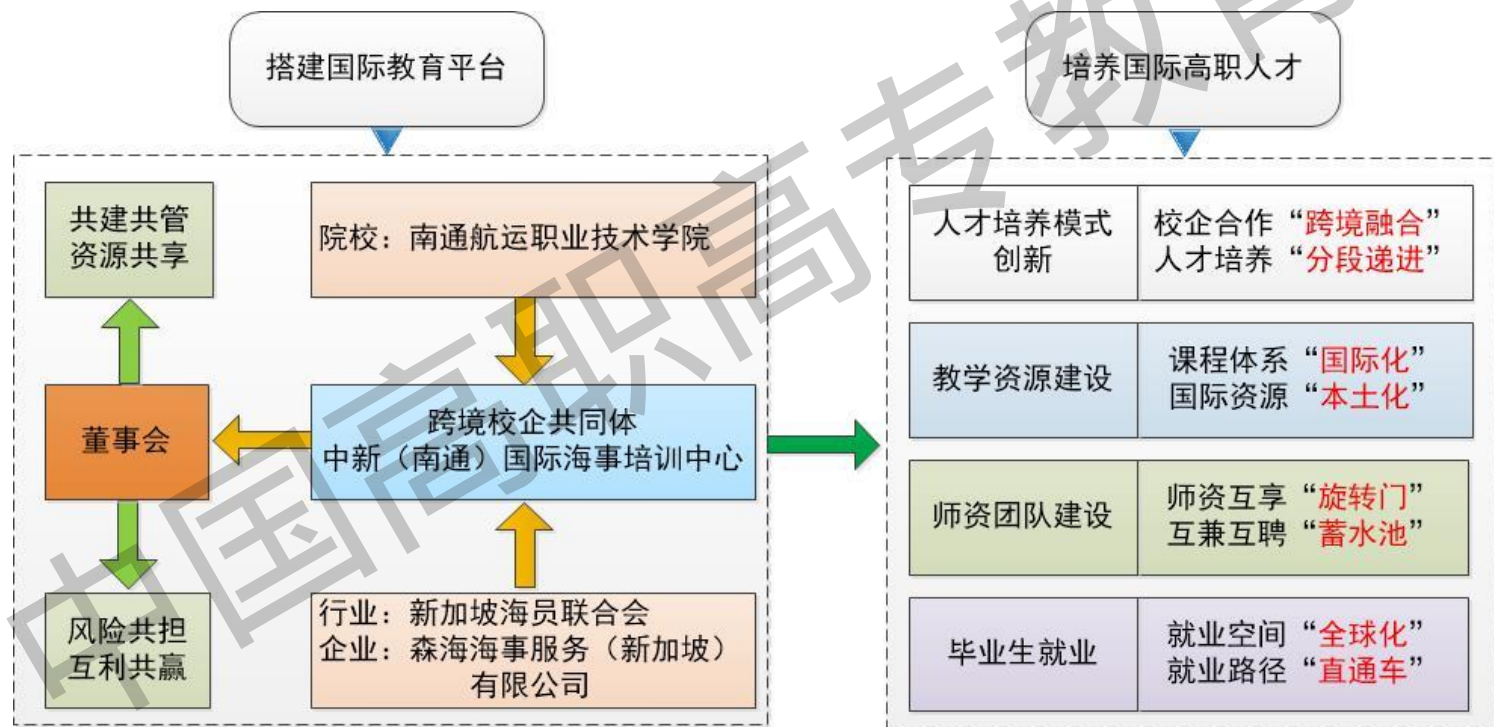 搭建国际教育平台
培养国际高职人才
共建共管
资源共享
院校：南通航运职业技术学院
董事会
跨境校企共同体
中新（南通）国际海事培训中心
风险共担
互利共赢
行业：新加坡海员联合会
企业：森海海事服务（新加坡）
有限公司
人才培养模式
创新
校企合作“跨境融合”
人才培养“分段递进”
教学资源建设
课程体系“国际化”
国际资源“本土化”
师资团队建设
师资互享“旋转门”
互兼互聘“蓄水池”
毕业生就业
就业空间“全球化”
就业路径“直通车”
中国高职高专教育